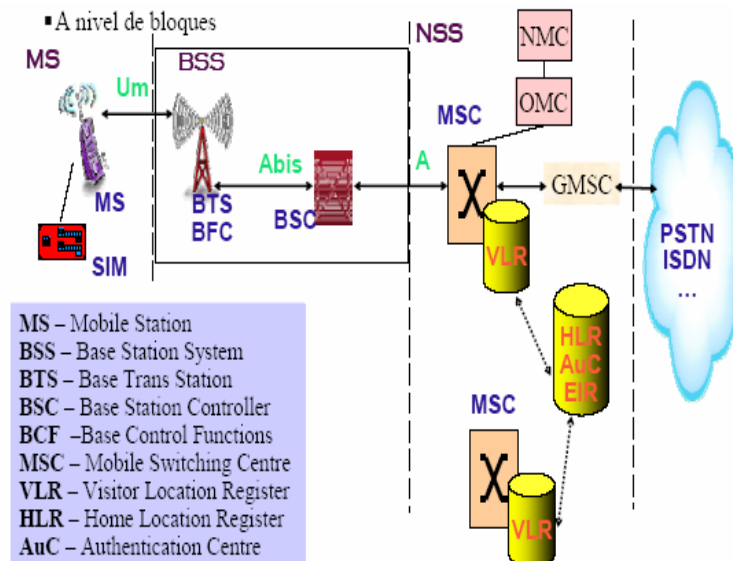 ▪ A nivel de bloques
MS
BSS
NSS
NMC
OMC
Um
MSC
Abis
A
GMSC
MS
BTS
BFC
BSC
SIM
VLR
PSTN
ISDN
...
HLR
AuC
EIR
MSC
VLR
MS – Mobile Station
BSS – Base Station System
BTS – Base Trans Station
BSC – Base Station Controller
BCF –Base Control Functions
MSC – Mobile Switching Centre
VLR – Visitor Location Register
HLR – Home Location Register
AuC – Authentication Centre